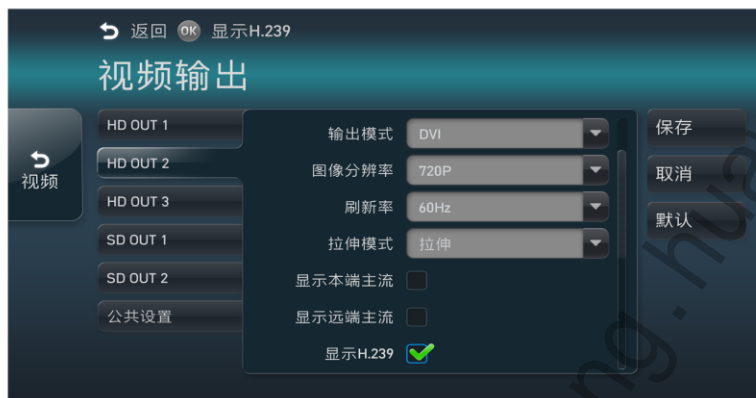 返回 OK 显示H.239
视频输出
视频
HD OUT 1
HD OUT 2
HD OUT 3
SD OUT 1
SD OUT 2
公共设置
输出模式 DVI
图像分辨率 720P
刷新率 60Hz
拉伸模式 拉伸
显示本端主流
显示远端主流
显示H.239
保存
取消
默认
ng.hua